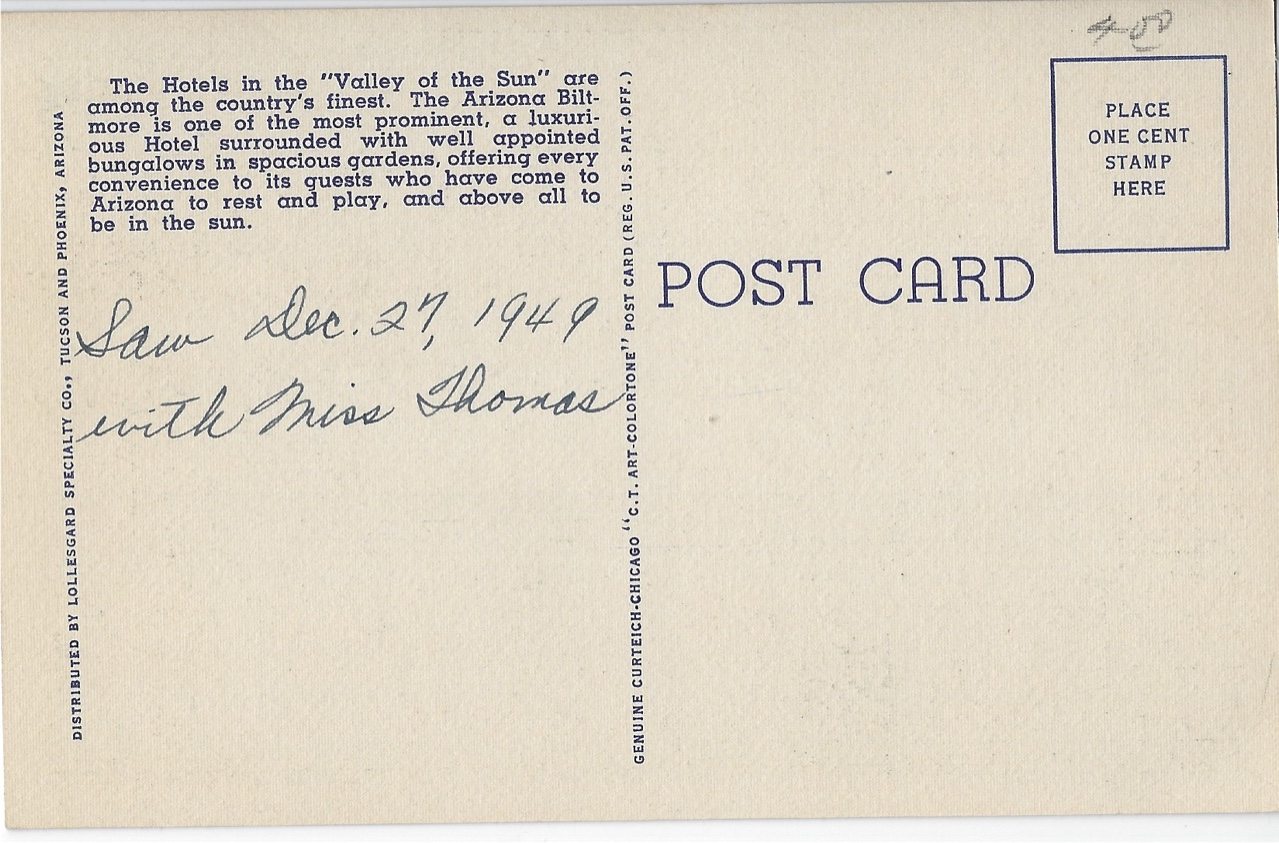 4.00
The Hotels in the "Valley of the Sun" are
among the country's finest. The Arizona Bilt-
more is one of the most prominent, a luxuri-
ous Hotel surrounded with well appointed
bungalows in spacious gardens, offering every
convenience to its guests who have come to
Arizona to rest and play, and above all to
be in the sun.
Saw Dec. 27, 1949
with Miss Thomas
DISTRIBUTED BY LOLLESGARD SPECIALTY CO., TUCSON AND PHOENIX, ARIZONA
GENUINE CURTEICH-CHICAGO "C.T. ART-COLORTONE" POST CARD (REG. U.S. PAT. OFF.)
POST CARD
PLACE
ONE CENT
STAMP
HERE